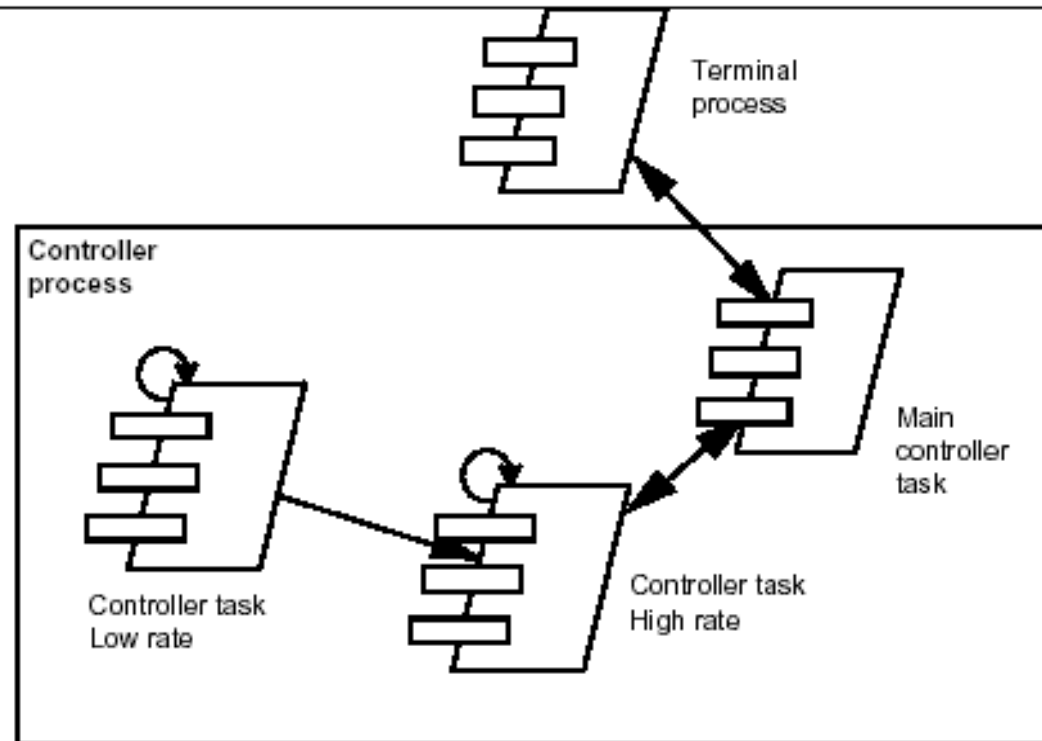 Terminal
process
Controller
process
Main
controller
task
Controller task
Low rate
Controller task
High rate